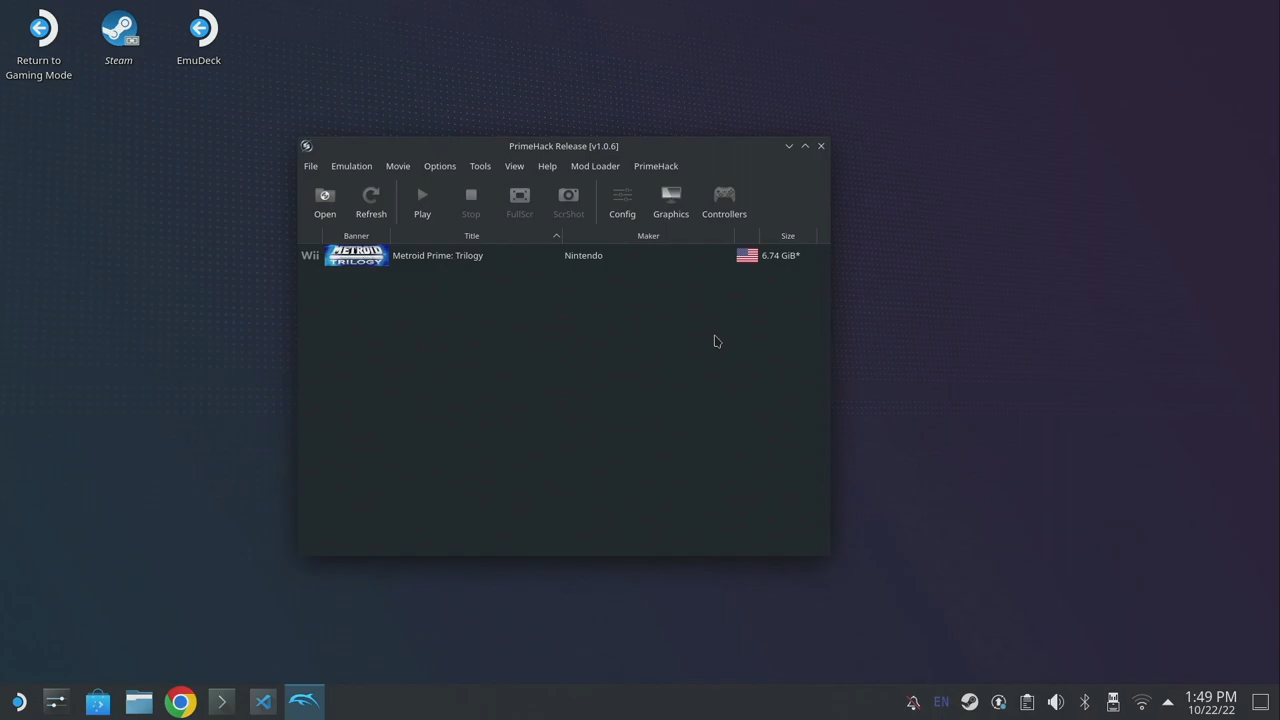 Return to
Gaming Mode
Steam
EmuDeck
PrimeHack Release [v1.0.6]
File Emulation Movie Options Tools View Help Mod Loader PrimeHack
Open Refresh Play Stop FullScr ScrShot Config Graphics Controllers
Banner Title Maker Size
Wii METROID TRILOGY Metroid Prime: Trilogy Nintendo 6.74 GiB*
EN
1:49 PM
10/22/22